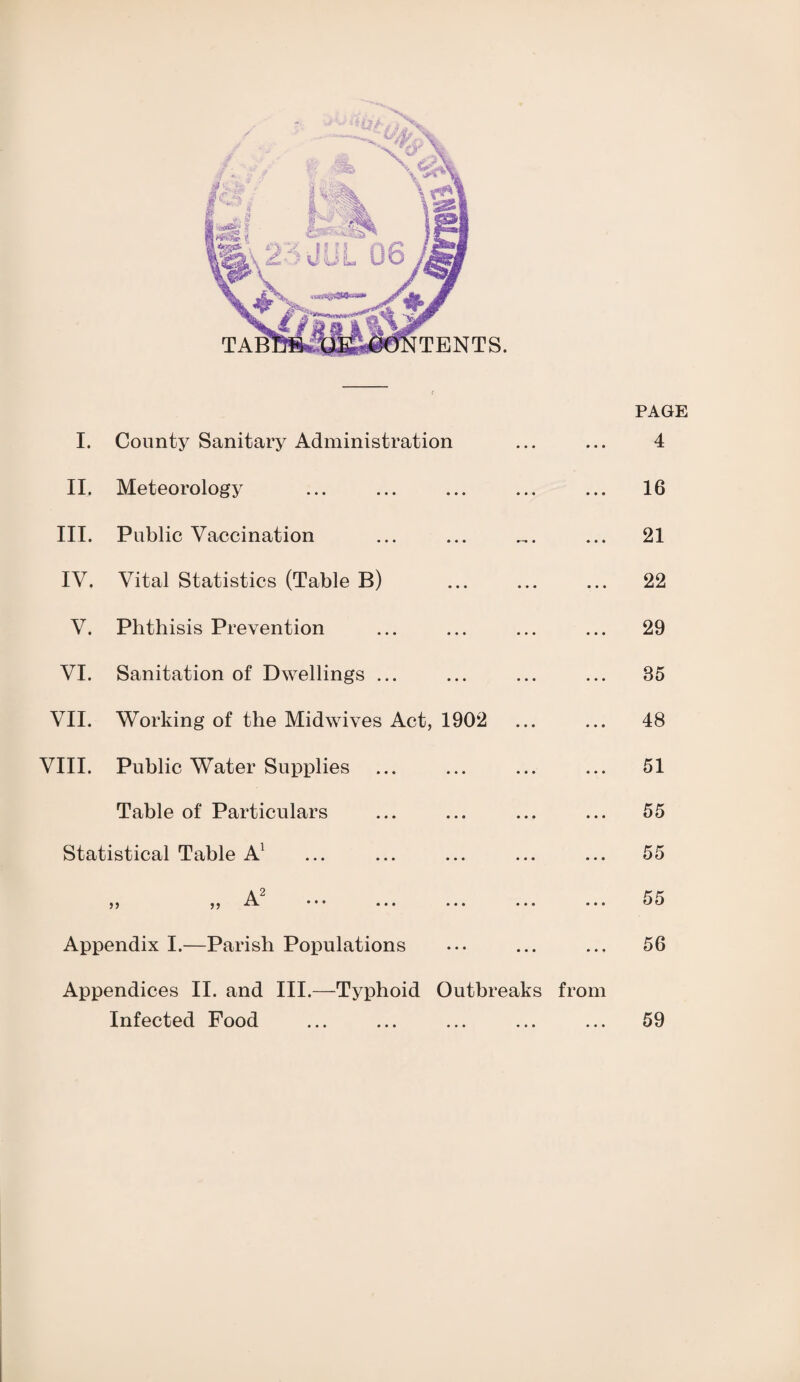 OF ENGLAND
23 JUL 06
LIBRARY
TABLE OF CONTENTS.
PAGE
I. County Sanitary Administration ... ... 4
II. Meteorology ... ... ... ... ... 16
III. Public Vaccination ... ... ... ... 21
IV. Vital Statistics (Table B) ... ... ... 22
V. Phthisis Prevention ... ... ... ... 29
VI. Sanitation of Dwellings ... ... ... ... 35
VII. Working of the Midwives Act, 1902 ... ... 48
VIII. Public Water Supplies ... ... ... ... 51
Table of Particulars ... ... ... ... 55
Statistical Table A¹ ... ... ... ... ... 55
„ „ A² ... ... ... ... ... 55
Appendix I.—Parish Populations ... ... ... 56
Appendices II. and III.—Typhoid Outbreaks from
Infected Food ... ... ... ... ... 59